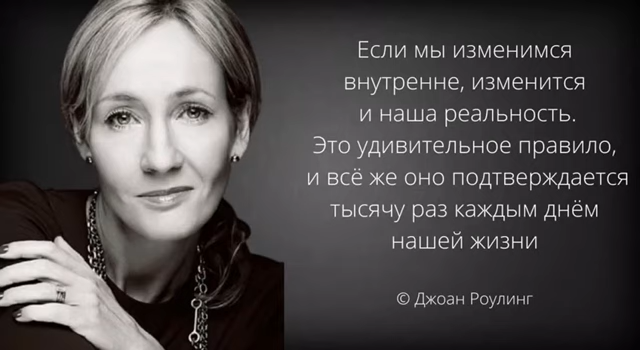 Если мы изменимся
внутренне, изменится
и наша реальность.
Это удивительное правило,
и всё же оно подтверждается
тысячу раз каждым днём
нашей жизни
© Джоан Роулинг